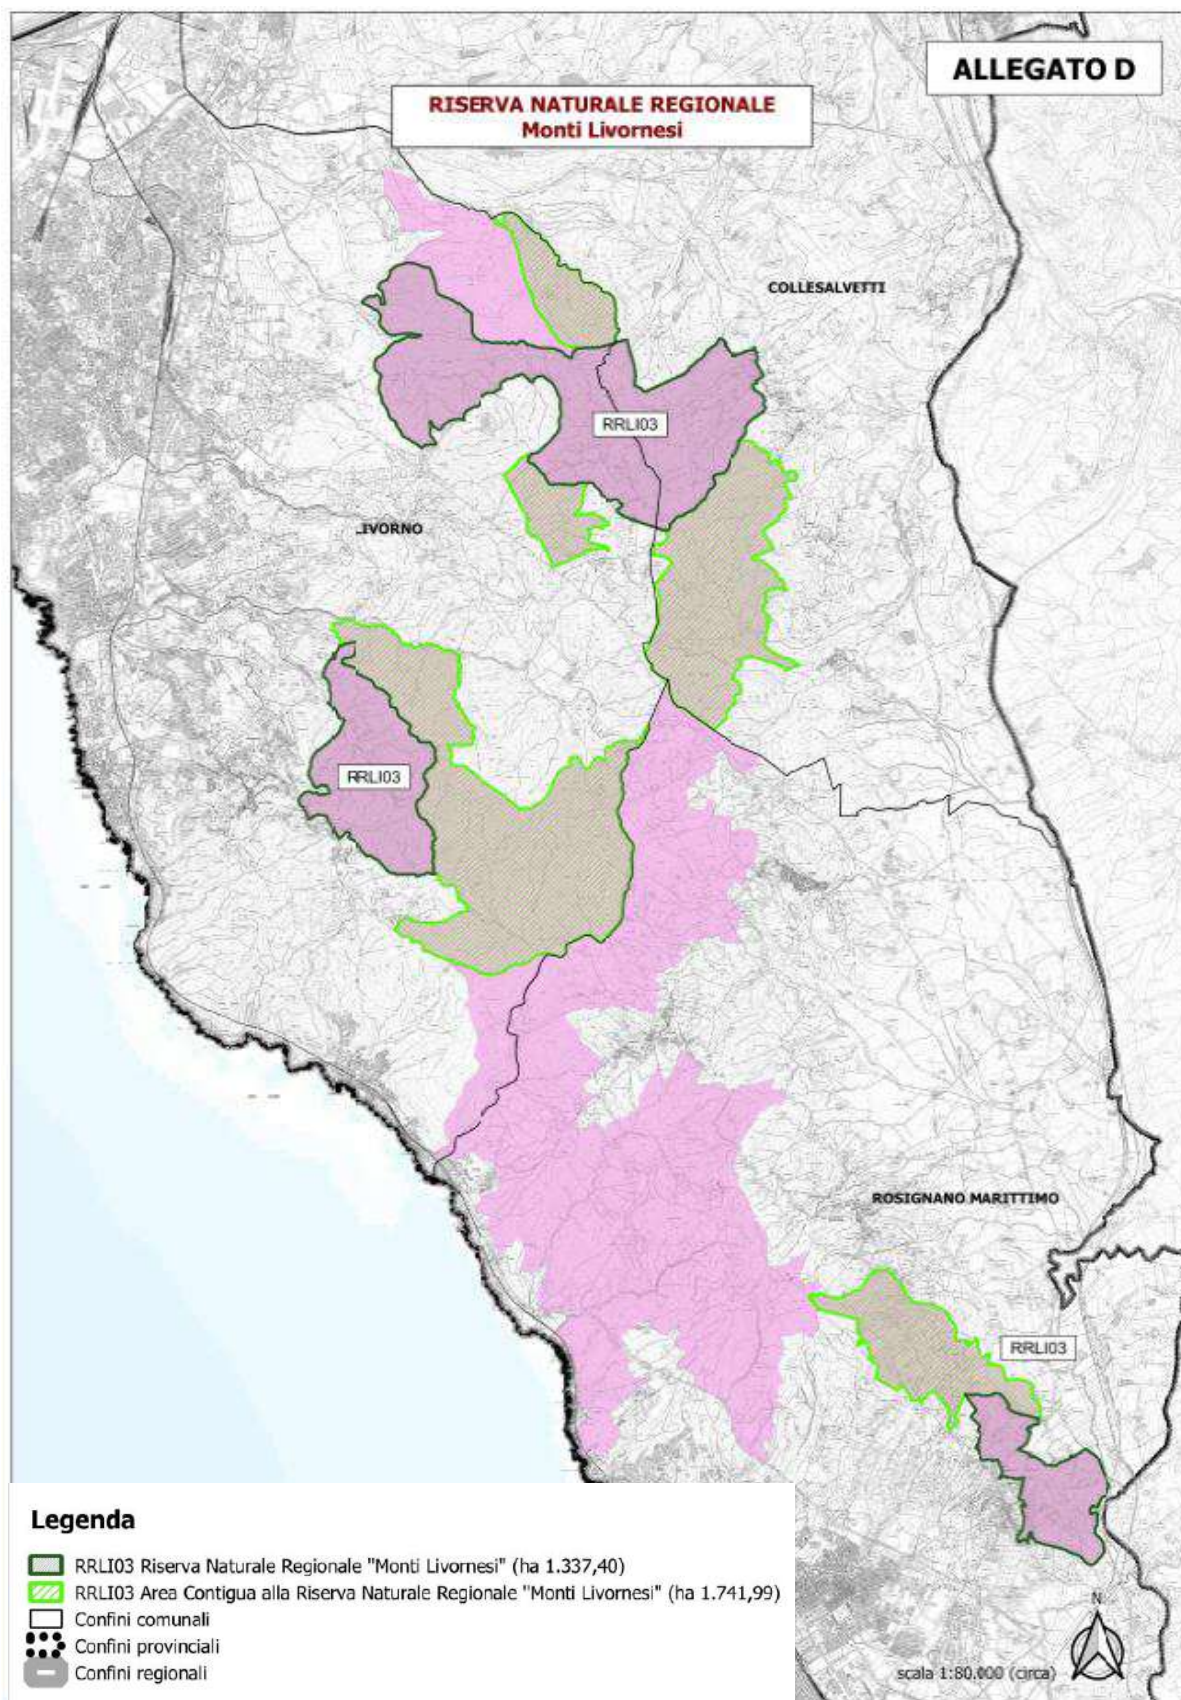 ALLEGATO D
RISERVA NATURALE REGIONALE
Monti Livornesi
COLLESALVETTI
RRLI03
LIVORNO
RRLI03
ROSIGNANO MARITTIMO
RRLI03
Legenda
RRLI03 Riserva Naturale Regionale "Monti Livornesi" (ha 1.337,40)
RRLI03 Area Contigua alla Riserva Naturale Regionale "Monti Livornesi" (ha 1.741,99)
Confini comunali
Confini provinciali
Confini regionali
N
scala 1:80.000 (circa)